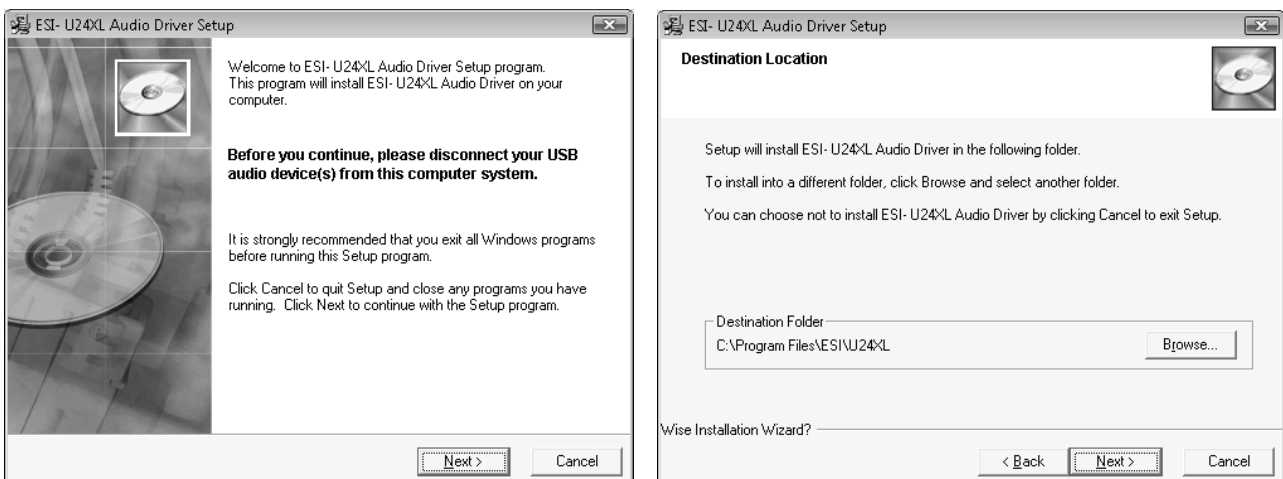 ESI- U24XL Audio Driver Setup
Welcome to ESI- U24XL Audio Driver Setup program.
This program will install ESI- U24XL Audio Driver on your
computer.
Before you continue, please disconnect your USB
audio device(s) from this computer system.
It is strongly recommended that you exit all Windows programs
before running this Setup program.
Click Cancel to quit Setup and close any programs you have
running. Click Next to continue with the Setup program.
Next >
Cancel
ESI- U24XL Audio Driver Setup
Destination Location
Setup will install ESI- U24XL Audio Driver in the following folder.
To install into a different folder, click Browse and select another folder.
You can choose not to install ESI- U24XL Audio Driver by clicking Cancel to exit Setup.
Destination Folder
C:\Program Files\ESI\U24XL
Browse...
Wise Installation Wizard?
< Back
Next >
Cancel